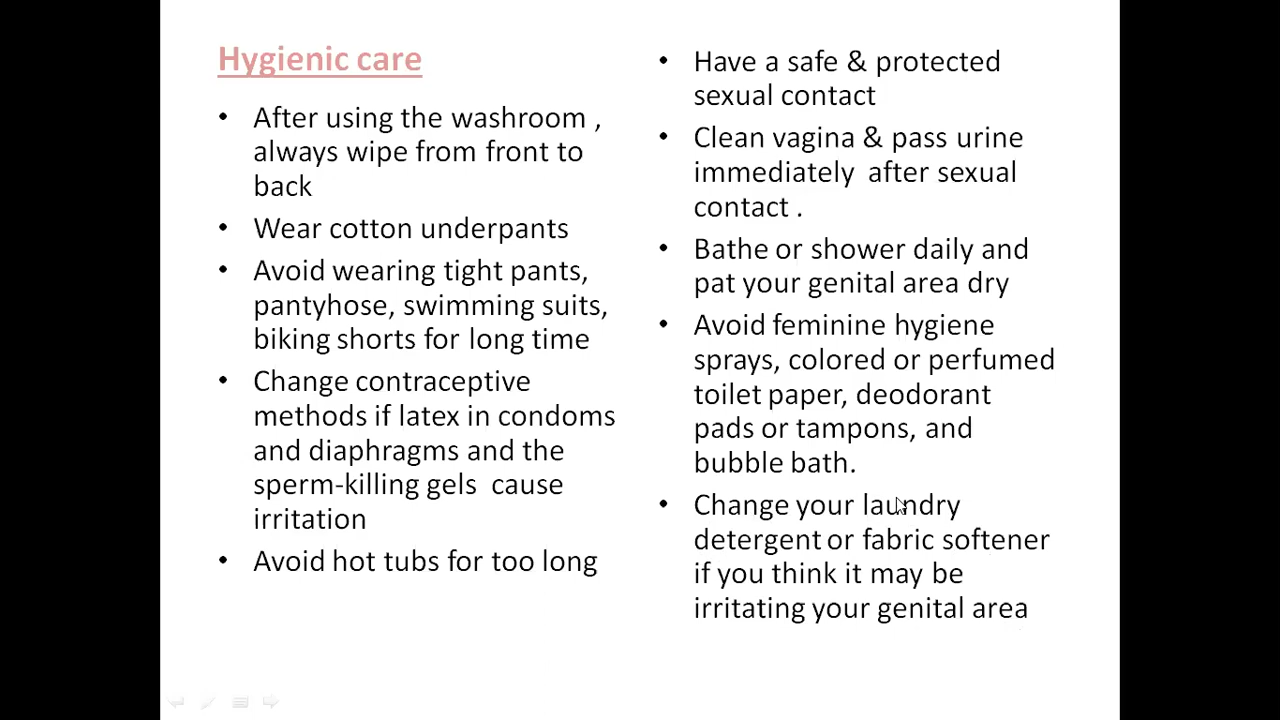 Hygienic care
• After using the washroom ,
always wipe from front to
back
• Wear cotton underpants
• Avoid wearing tight pants,
pantyhose, swimming suits,
biking shorts for long time
• Change contraceptive
methods if latex in condoms
and diaphragms and the
sperm-killing gels  cause
irritation
• Avoid hot tubs for too long
• Have a safe & protected
sexual contact
• Clean vagina & pass urine
immediately  after sexual
contact .
• Bathe or shower daily and
pat your genital area dry
• Avoid feminine hygiene
sprays, colored or perfumed
toilet paper, deodorant
pads or tampons, and
bubble bath.
• Change your laundry
detergent or fabric softener
if you think it may be
irritating your genital area